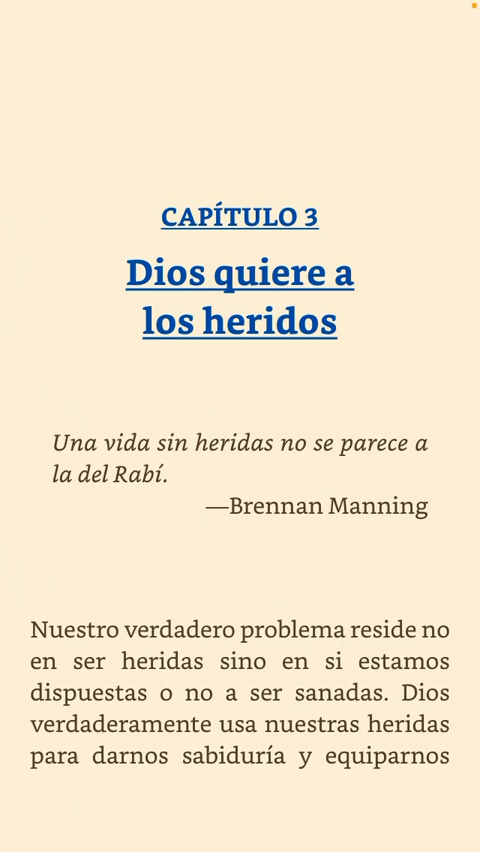 CAPÍTULO 3
Dios quiere a
los heridos
Una vida sin heridas no se parece a
la del Rabí.
—Brennan Manning
Nuestro verdadero problema reside no
en ser heridas sino en si estamos
dispuestas o no a ser sanadas. Dios
verdaderamente usa nuestras heridas
para darnos sabiduría y equiparnos